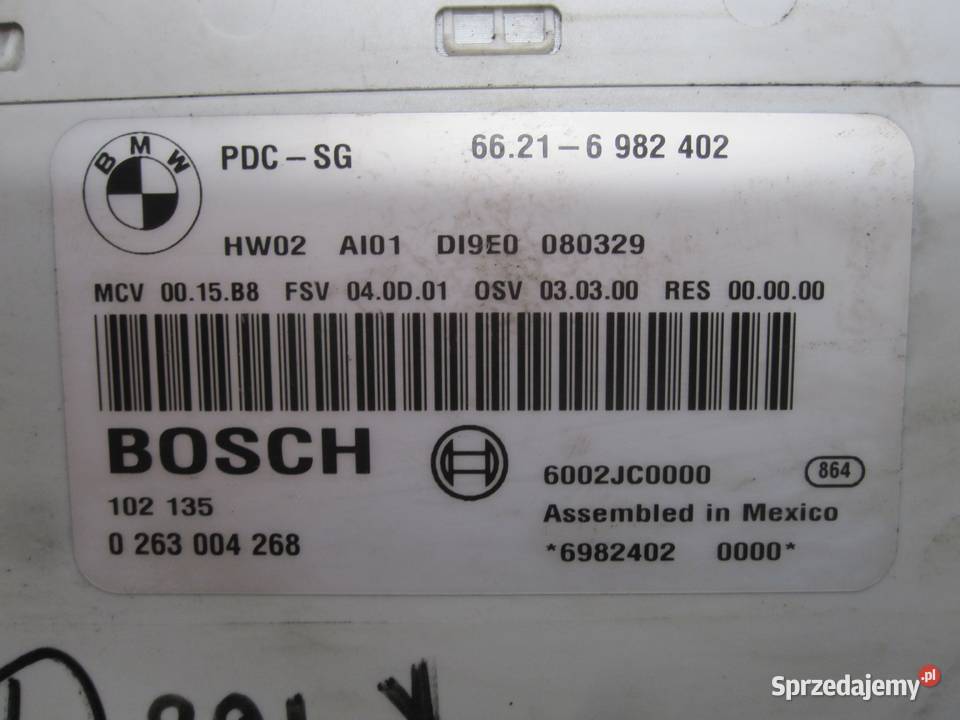 BMW
PDC-SG 66.21-6 982 402
HW02 AI01 DI9E0 080329
MCV 00.15.B8 FSV 04.0D.01 OSV 03.03.00 RES 00.00.00
BOSCH
6002JC0000 864
102 135
Assembled in Mexico
0 263 004 268
*6982402 0000*
Sprzedajemy.pl